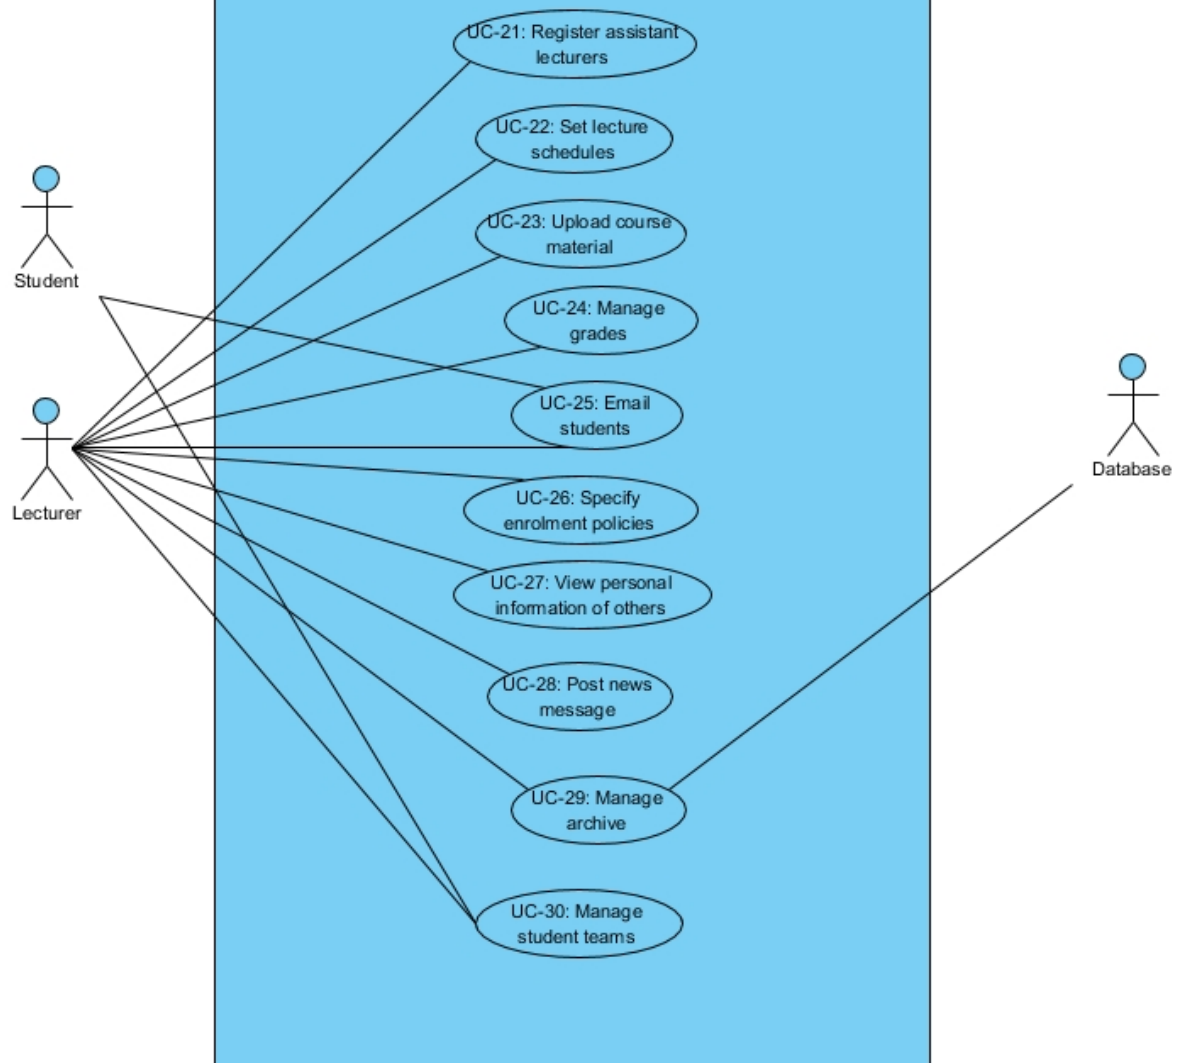 UC-21: Register assistant
lecturers
UC-22: Set lecture
schedules
UC-23: Upload course
material
Student
UC-24: Manage
grades
UC-25: Email
students
Database
UC-26: Specify
enrolment policies
Lecturer
UC-27: View personal
information of others
UC-28: Post news
message
UC-29: Manage
archive
UC-30: Manage
student teams